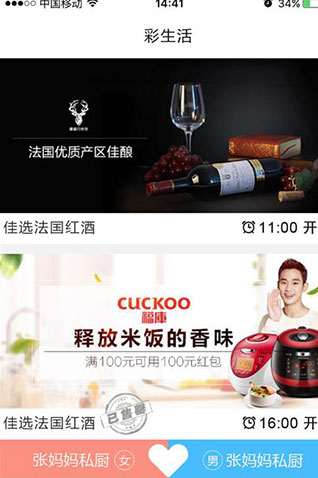 中国移动 14:41 34%
彩生活
法国优质产区佳酿
佳选法国红酒 11:00 开
CUCKOO
福库
释放米饭的香味
满100元可用100元红包
已售罄
佳选法国红酒 16:00 开
张妈妈私厨 女 男 张妈妈私厨